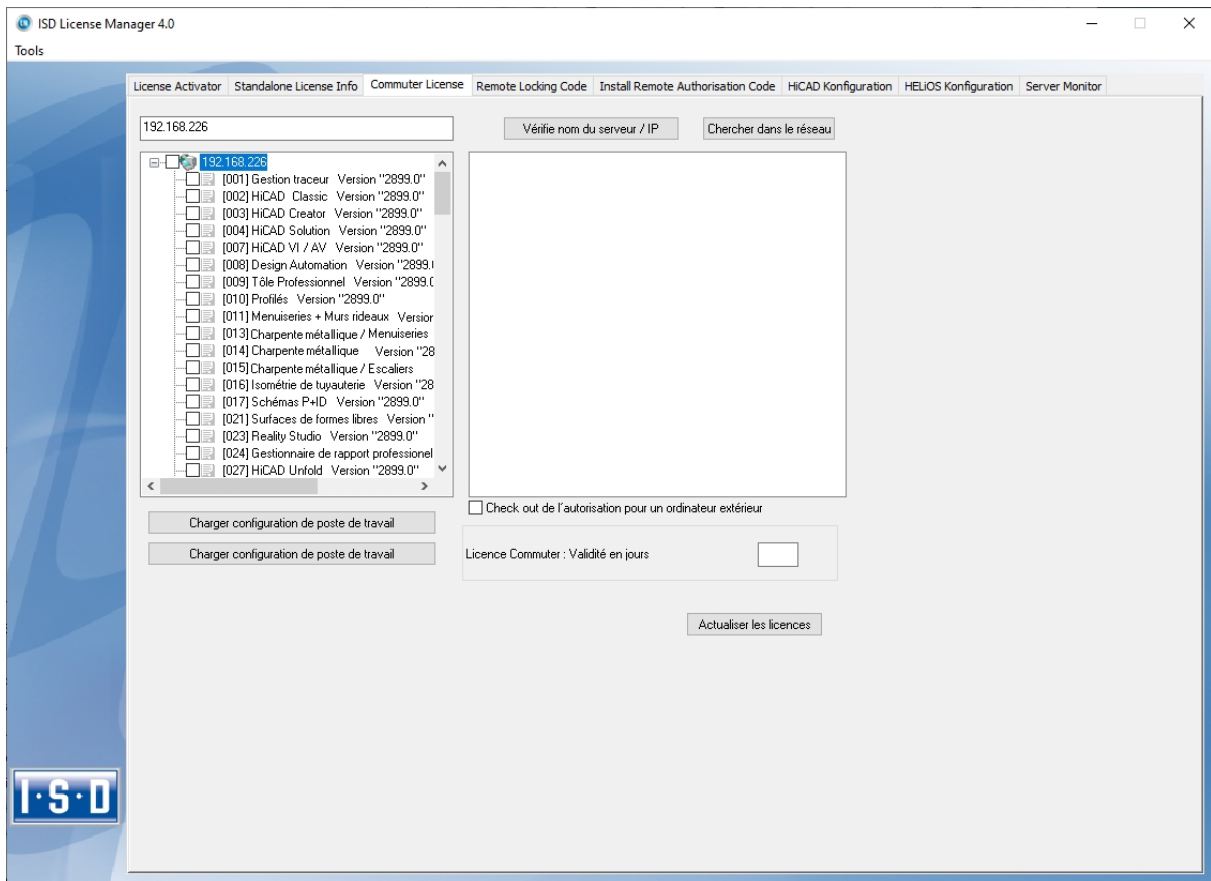 ISD License Manager 4.0
Tools
License Activator Standalone License Info Commuter License Remote Locking Code Install Remote Authorisation Code HiCAD Konfiguration HELiOS Konfiguration Server Monitor
192.168.226 Vérifie nom du serveur / IP Chercher dans le réseau
192.168.226
[001] Gestion traceur Version "2899.0"
[002] HiCAD Classic Version "2899.0"
[003] HiCAD Creator Version "2899.0"
[004] HiCAD Solution Version "2899.0"
[007] HiCAD VI / AV Version "2899.0"
[008] Design Automation Version "2899.
[009] Tôle Professionnel Version "2899.
[010] Profilés Version "2899.0"
[011] Menuiseries + Murs rideaux Version
[013] Charpente métallique / Menuiseries
[014] Charpente métallique Version "28
[015] Charpente métallique / Escaliers
[016] Isométrie de tuyauterie Version "28
[017] Schémas P+ID Version "2899.0"
[021] Surfaces de formes libres Version "
[023] Reality Studio Version "2899.0"
[024] Gestionnaire de rapport professionel
[027] HiCAD Unfold Version "2899.0"
Check out de l'autorisation pour un ordinateur extérieur
Charger configuration de poste de travail
Charger configuration de poste de travail
Licence Commuter : Validité en jours
Actualiser les licences
I·S·D